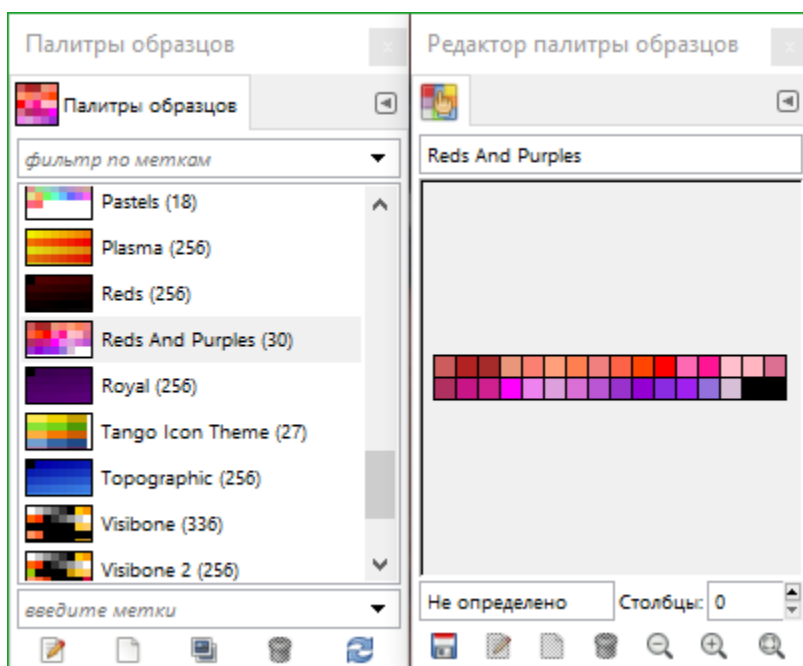 Палитры образцов
Палитры образцов
фильтр по меткам
Pastels (18)
Plasma (256)
Reds (256)
Reds And Purples (30)
Royal (256)
Tango Icon Theme (27)
Topographic (256)
Visibone (336)
Visibone 2 (256)
введите метки
Редактор палитры образцов
Reds And Purples
Не определено Столбцы: 0